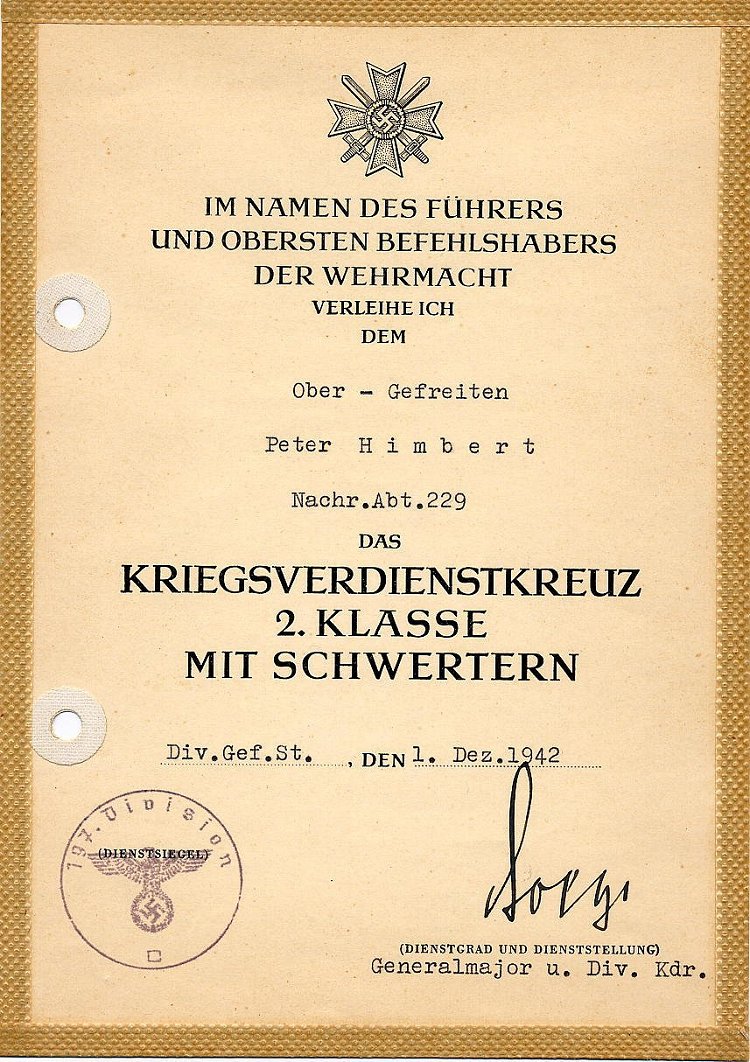 IM NAMEN DES FÜHRERS
UND OBERSTEN BEFEHLSHABERS
DER WEHRMACHT
VERLEIHE ICH
DEM
Ober - Gefreiten
Peter H i m b e r t
Nachr.Abt.229
DAS
KRIEGSVERDIENSTKREUZ
2. KLASSE
MIT SCHWERTERN
Div.Gef.St. , DEN 1. Dez.1942
197. Division
(DIENSTSIEGEL)
(DIENSTGRAD UND DIENSTSTELLUNG)
Generalmajor u. Div. Kdr.